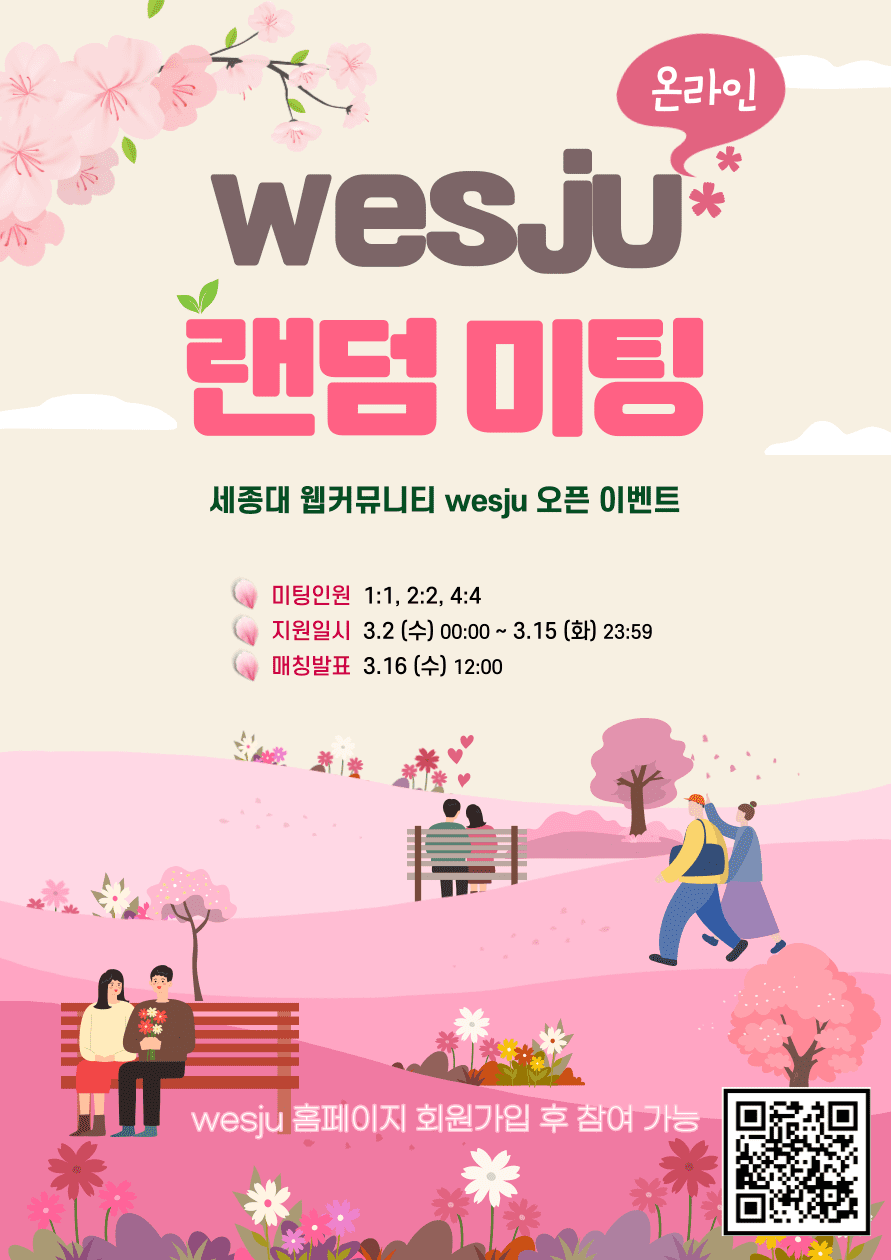 온라인
wesju
랜덤 미팅
세종대 웹커뮤니티 wesju 오픈 이벤트
미팅인원 1:1, 2:2, 4:4
지원일시 3.2 (수) 00:00 ~ 3.15 (화) 23:59
매칭발표 3.16 (수) 12:00
wesju 홈페이지 회원가입 후 참여 가능